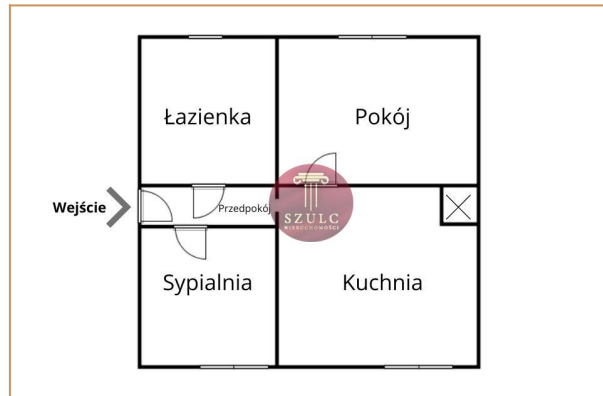 Łazienka
Pokój
Wejście
Przedpokój
SZULC
NIERUCHOMOŚCI
Sypialnia
Kuchnia